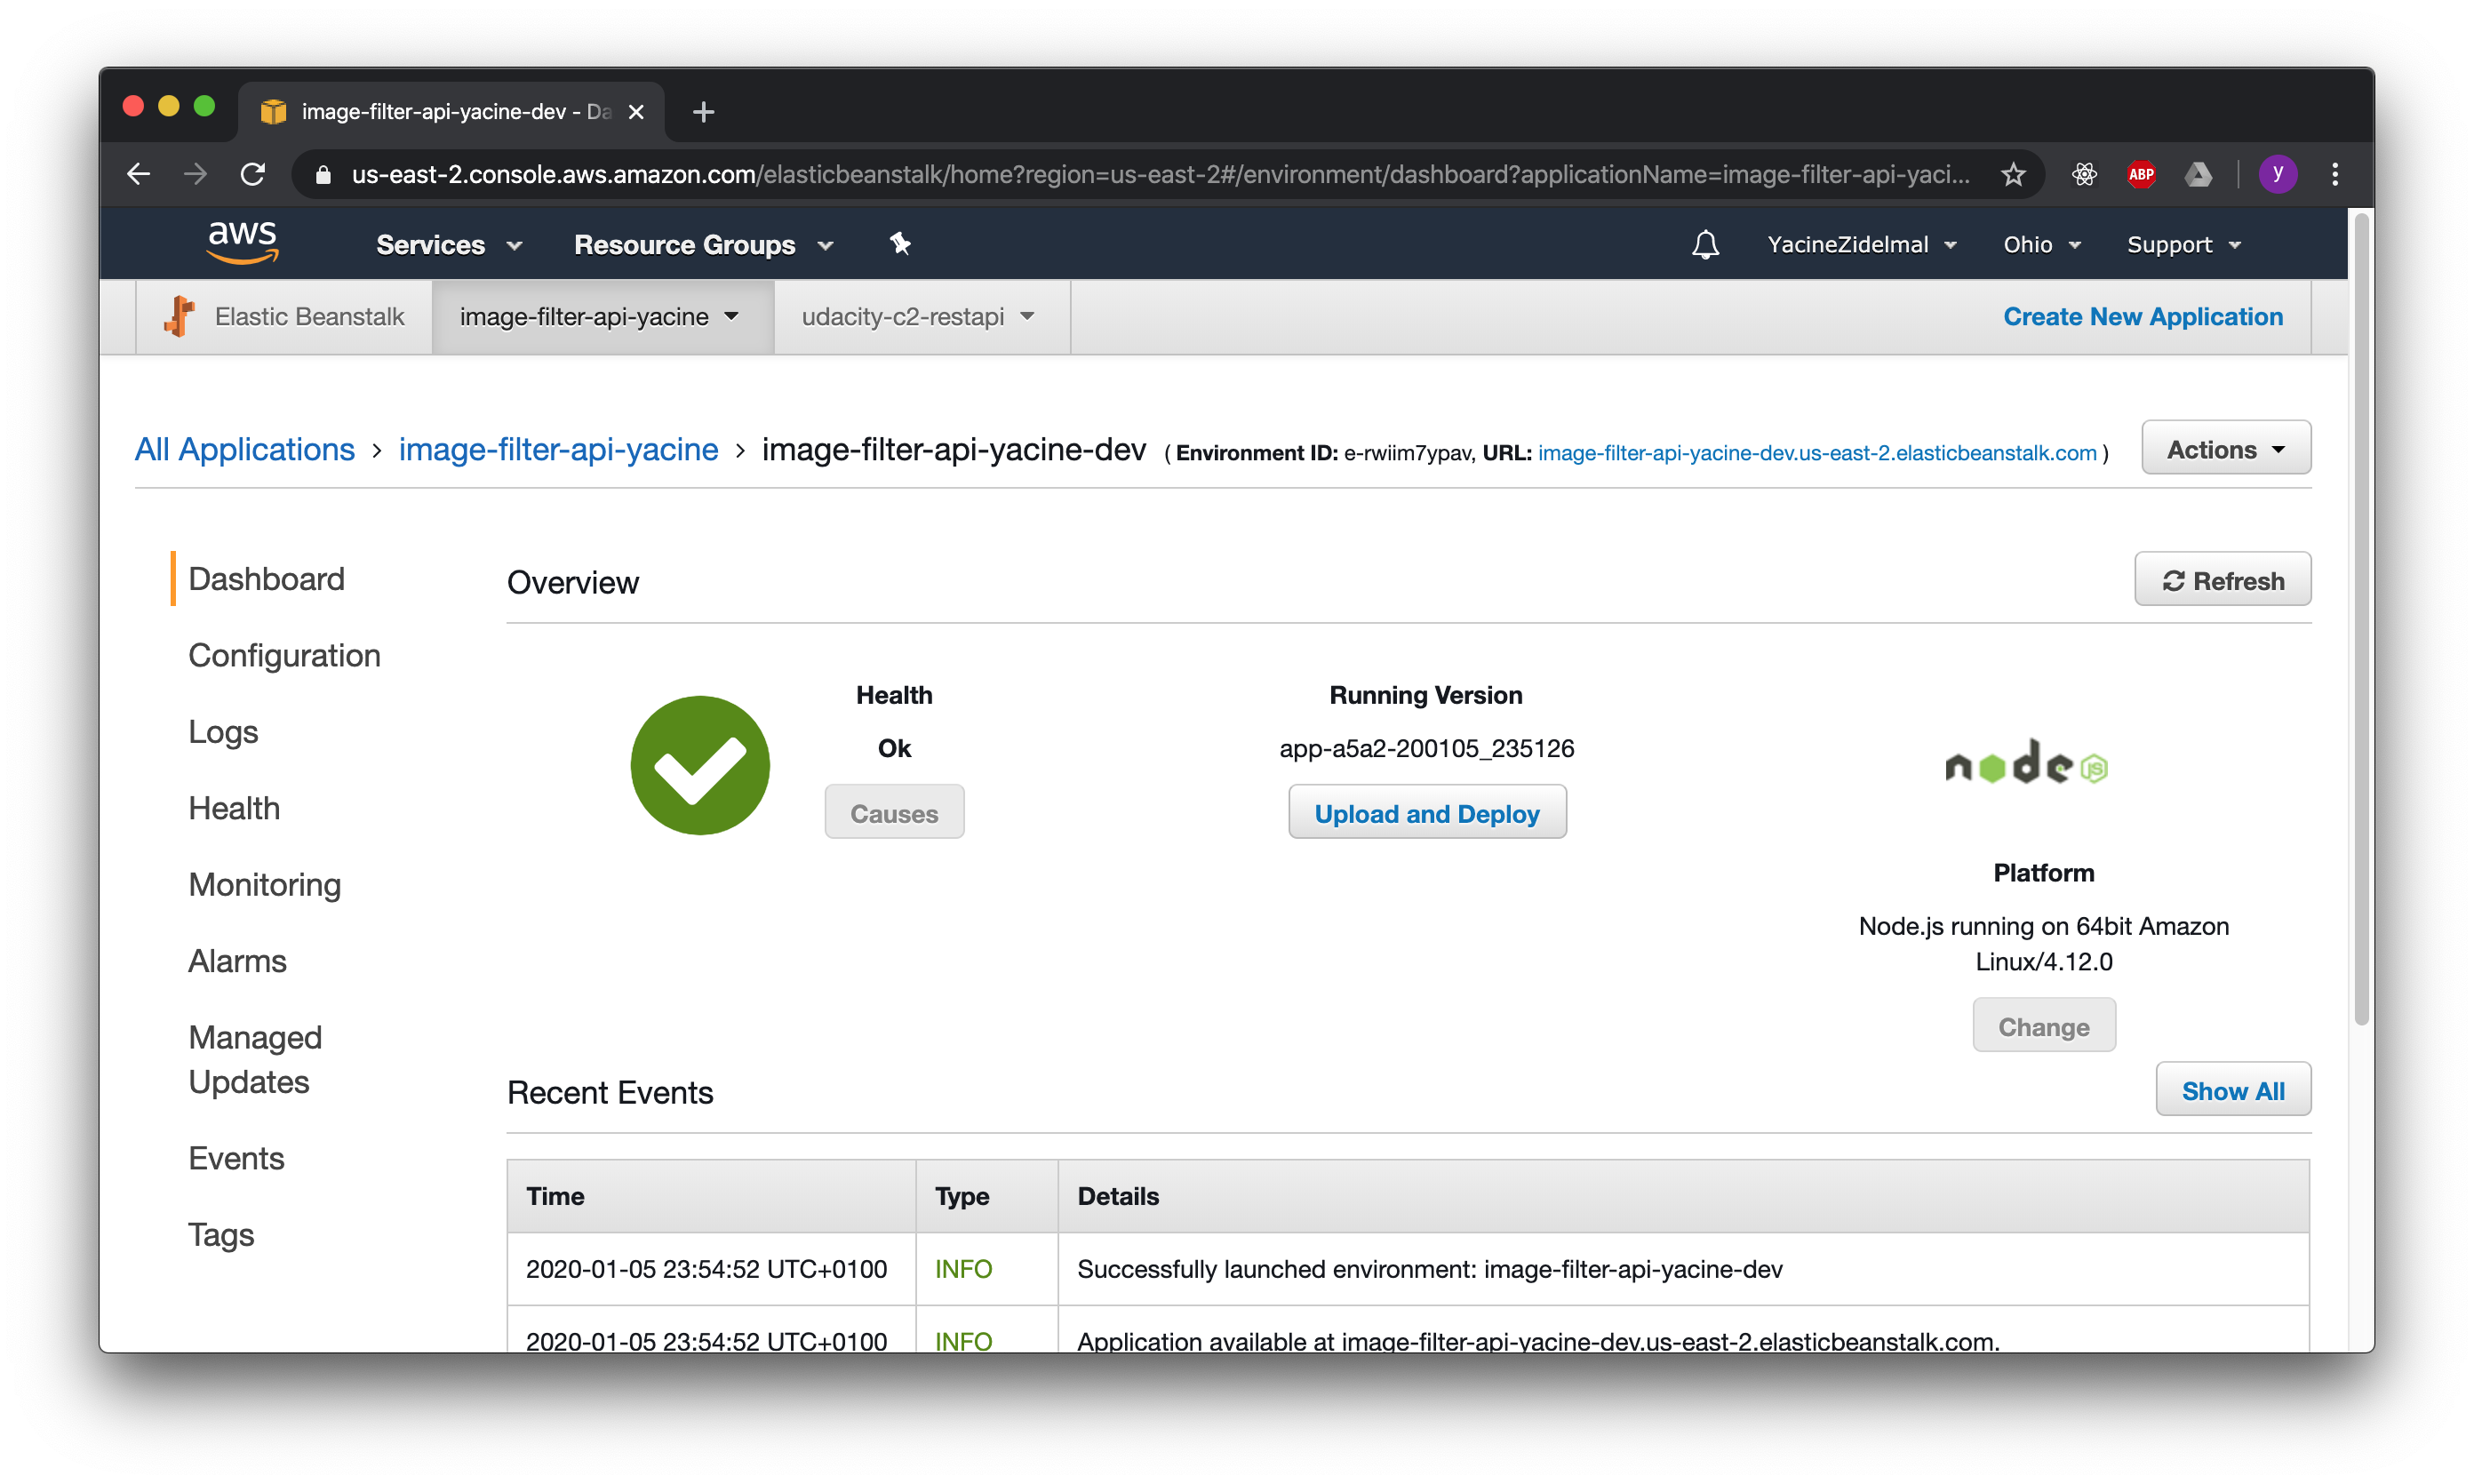 image-filter-api-yacine-dev - Da
us-east-2.console.aws.amazon.com/elasticbeanstalk/home?region=us-east-2#/environment/dashboard?applicationName=image-filter-api-yaci...
ABP
y
aws
Services
Resource Groups
YacineZidelmal
Ohio
Support
Elastic Beanstalk
image-filter-api-yacine
udacity-c2-restapi
Create New Application
All Applications > image-filter-api-yacine > image-filter-api-yacine-dev ( Environment ID: e-rwiim7ypav, URL: image-filter-api-yacine-dev.us-east-2.elasticbeanstalk.com )
Actions
Dashboard
Configuration
Logs
Health
Monitoring
Alarms
Managed
Updates
Events
Tags
Overview
Refresh
Health
Ok
Causes
Running Version
app-a5a2-200105_235126
Upload and Deploy
node JS
Platform
Node.js running on 64bit Amazon
Linux/4.12.0
Change
Recent Events
Show All
Time Type Details
2020-01-05 23:54:52 UTC+0100 INFO Successfully launched environment: image-filter-api-yacine-dev
2020-01-05 23:54:52 UTC+0100 INFO Application available at image-filter-api-yacine-dev.us-east-2.elasticbeanstalk.com.